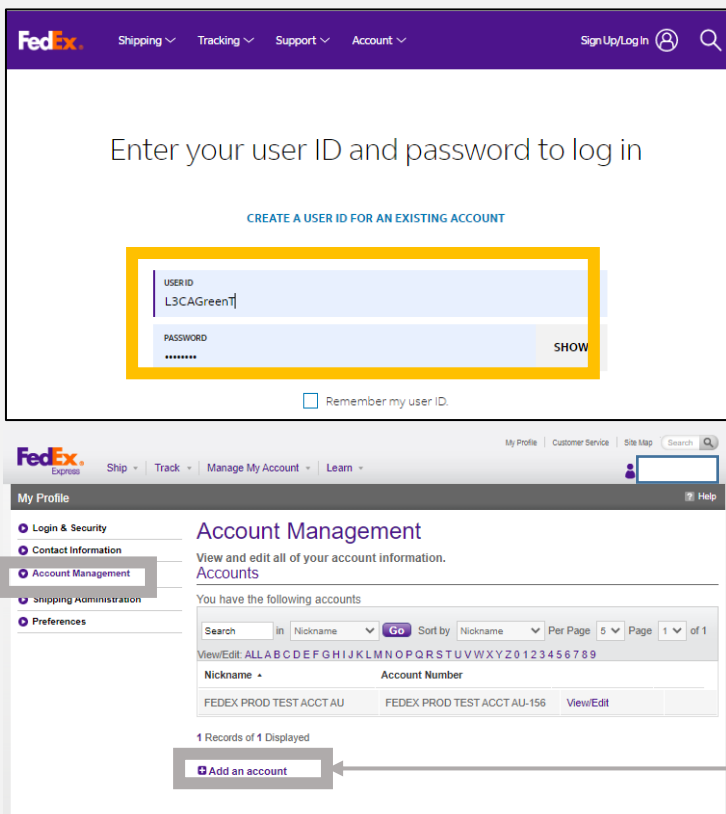 FedEx. Shipping Tracking Support Account Sign Up/Log In
Enter your user ID and password to log in
CREATE A USER ID FOR AN EXISTING ACCOUNT
USER ID
L3CAGreenT
PASSWORD
•••••••• SHOW
Remember my user ID.
My Profile | Customer Service | Site Map Search
FedEx. Ship Track Manage My Account Learn
Express
My Profile ? Help
Login & Security
Contact Information
Account Management
Shipping Administration
Preferences
Account Management
View and edit all of your account information.
Accounts
You have the following accounts
Search in Nickname Go Sort by Nickname Per Page 5 Page 1 of 1
View/Edit: ALL A B C D E F G H I J K L M N O P Q R S T U V W X Y Z 0 1 2 3 4 5 6 7 8 9
Nickname Account Number
FEDEX PROD TEST ACCT AU FEDEX PROD TEST ACCT AU-156 View/Edit
1 Records of 1 Displayed
Add an account